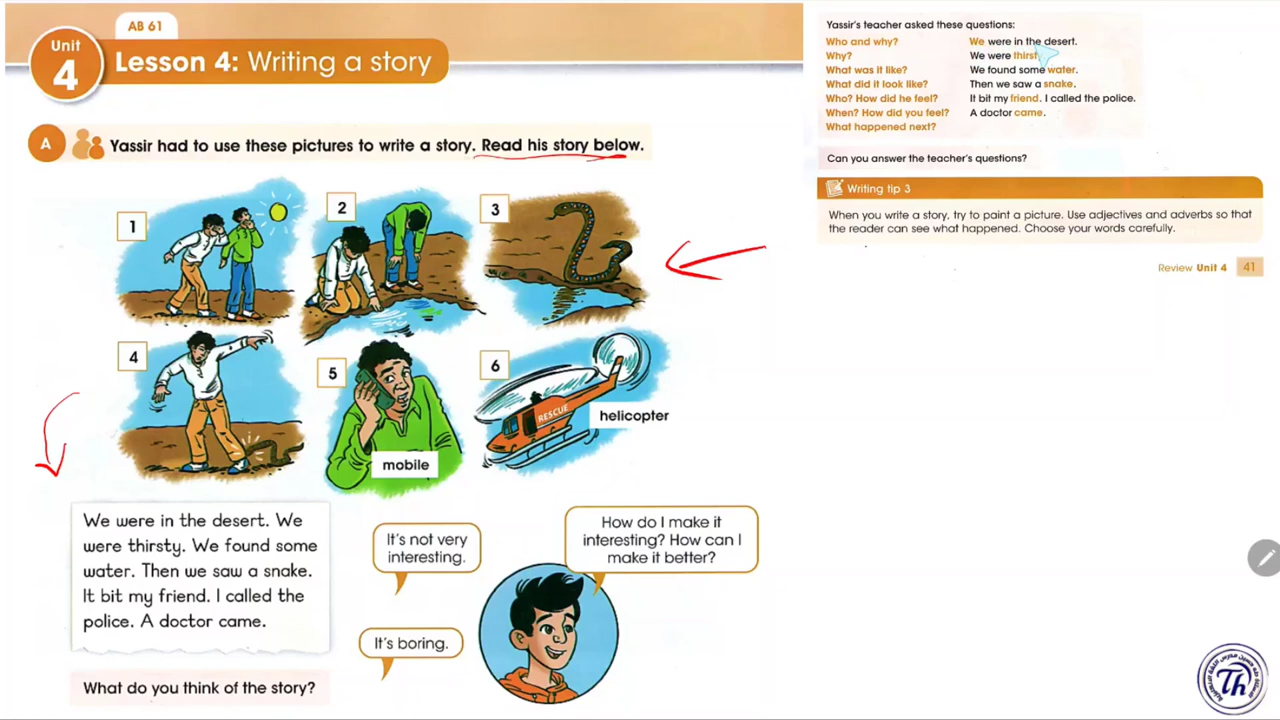 AB 61
Unit
4
Lesson 4: Writing a story
A
Yassir had to use these pictures to write a story. Read his story below.
1
2
3
4
5
6
RESCUE
helicopter
mobile
We were in the desert. We
were thirsty. We found some
water. Then we saw a snake.
It bit my friend. I called the
police. A doctor came.
It's not very
interesting.
How do I make it
interesting? How can I
make it better?
It's boring.
What do you think of the story?
Yassir's teacher asked these questions:
Who and why? We were in the desert.
Why? We were thirst
What was it like? We found some water.
What did it look like? Then we saw a snake.
Who? How did he feel? It bit my friend. I called the police.
When? How did you feel? A doctor came.
What happened next?
Can you answer the teacher's questions?
Writing tip 3
When you write a story, try to paint a picture. Use adjectives and adverbs so that
the reader can see what happened. Choose your words carefully.
Review Unit 4 41
Th